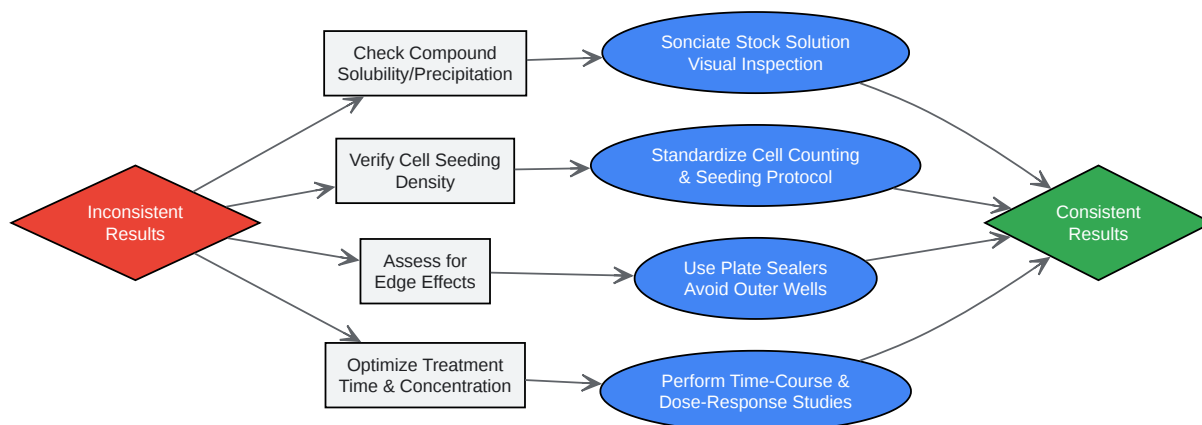 Inconsistent
Results
Check Compound
Solubility/Precipitation
Sonciate Stock Solution
Visual Inspection
Verify Cell Seeding
Density
Standardize Cell Counting
& Seeding Protocol
Assess for
Edge Effects
Use Plate Sealers
Avoid Outer Wells
Optimize Treatment
Time & Concentration
Perform Time-Course &
Dose-Response Studies
Consistent
Results